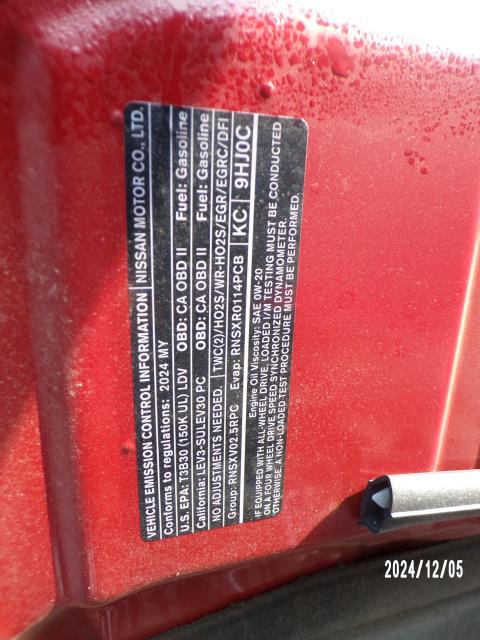 VEHICLE EMISSION CONTROL INFORMATION NISSAN MOTOR CO., LTD.
Conforms to regulations: 2024 MY
U.S. EPA: T3B30 (150K UL) LDV OBD: CA OBD II Fuel: Gasoline
California: LEV3-SULEV30 PC OBD: CA OBD II Fuel: Gasoline
NO ADJUSTMENTS NEEDED. TWC(2)/HO2S/WR-HO2S/EGR/EGRC/DFI
Group: RNSXV02.5RPC Evap: RNSXR0114PCB KC 9HJ0C
Engine Oil Viscosity: SAE 0W-20
IF EQUIPPED WITH ALL-WHEEL DRIVE, LOADED I/M TESTING MUST BE CONDUCTED
ON A FOUR WHEEL DRIVE SPEED SYNCHRONIZED DYNAMOMETER.
OTHERWISE, A NON-LOADED TEST PROCEDURE MUST BE PERFORMED.
2024/12/05